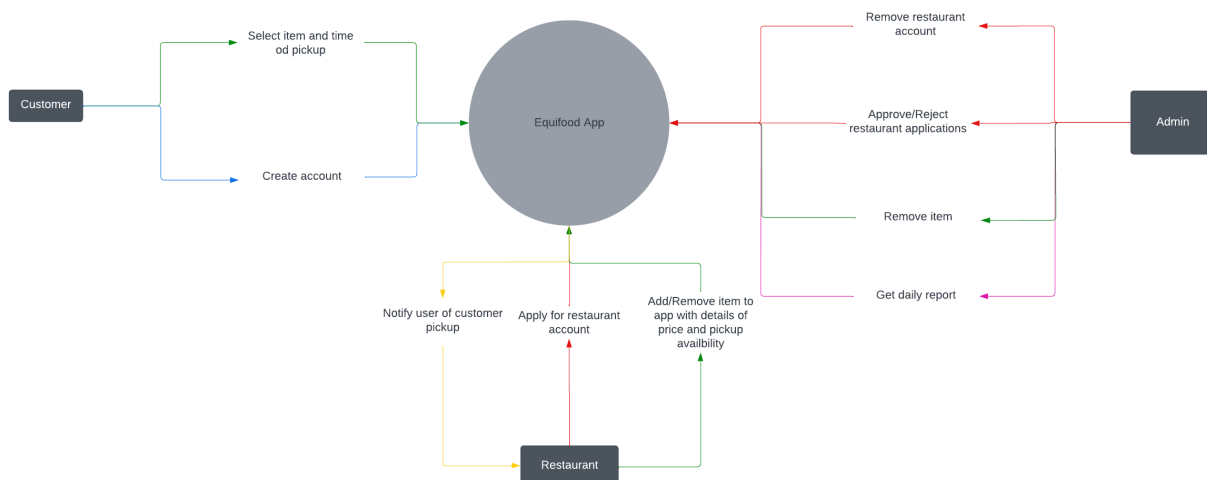 Customer
Select item and time
od pickup
Create account
Equifood App
Remove restaurant
account
Approve/Reject
restaurant applications
Remove item
Get daily report
Admin
Notify user of customer
pickup
Apply for restaurant
account
Add/Remove item to
app with details of
price and pickup
availbility
Restaurant